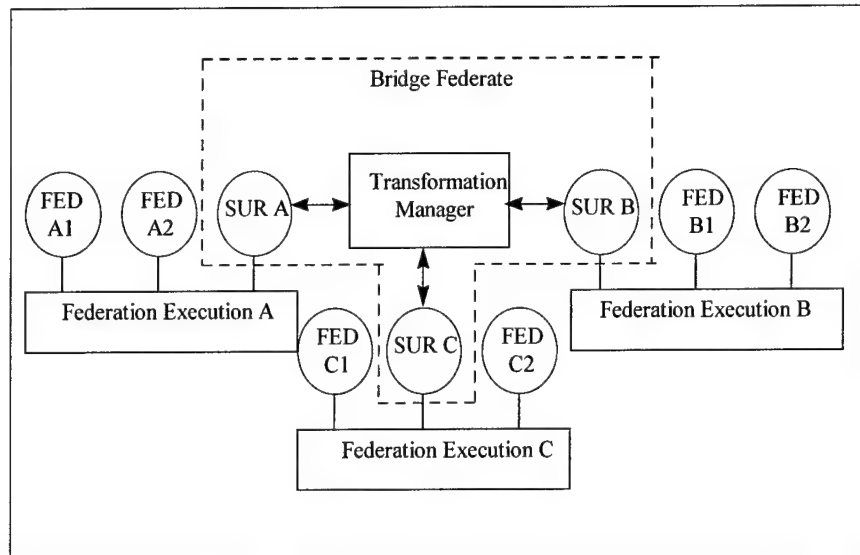 Bridge Federate
Transformation
Manager
FED
A1
FED
A2
SUR A
SUR B
FED
B1
FED
B2
Federation Execution A
Federation Execution B
FED
C1
SUR C
FED
C2
Federation Execution C